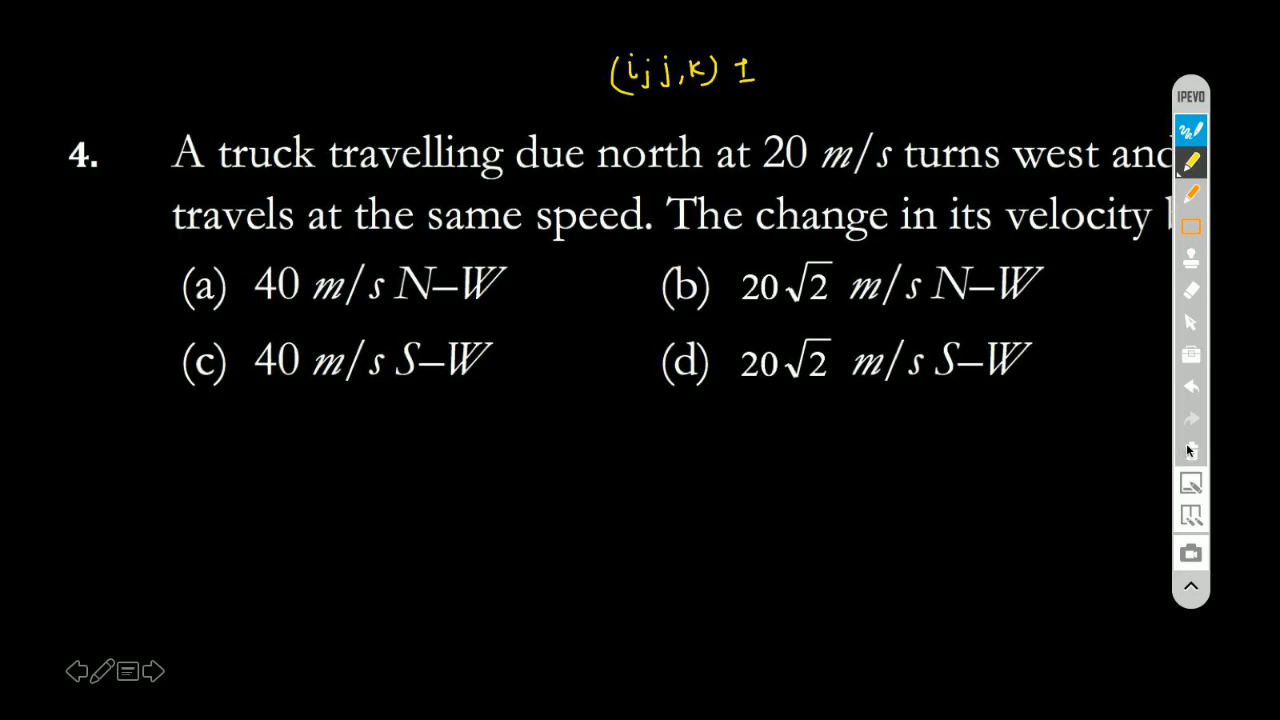 (i, j, k) 1
IPEVO
4. A truck travelling due north at 20 m/s turns west and
travels at the same speed. The change in its velocity
(a) 40 m/s N–W (b) 20√2 m/s N–W
(c) 40 m/s S–W (d) 20√2 m/s S–W